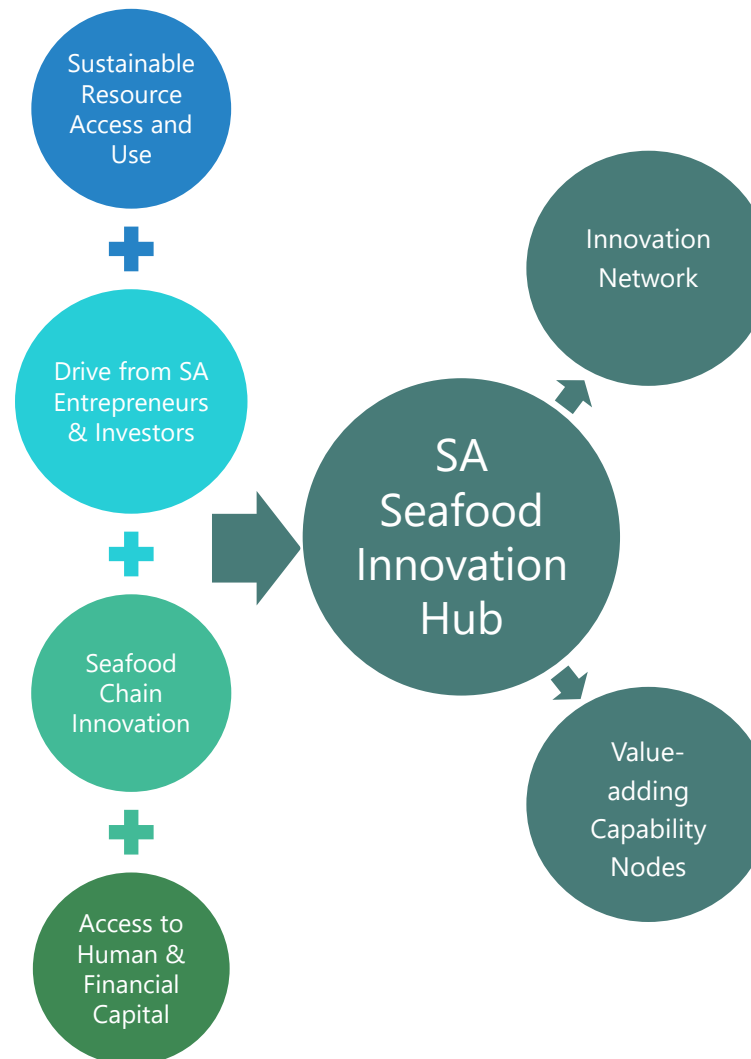 Sustainable
Resource
Access and
Use
Drive from SA
Entrepreneurs
& Investors
Seafood
Chain
Innovation
Access to
Human &
Financial
Capital
SA
Seafood
Innovation
Hub
Innovation
Network
Value-
adding
Capability
Nodes